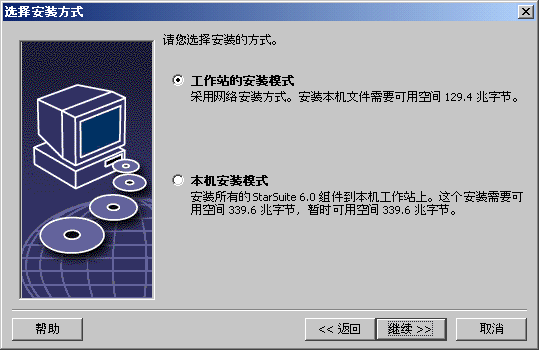 选择安装方式
请您选择安装的方式。
工作站的安装模式
采用网络安装方式。安装本机文件需要可用空间 129.4 兆字节。
本机安装模式
安装所有的 StarSuite 6.0 组件到本机工作站上。这个安装需要可
用空间 339.6 兆字节，暂时可用空间 339.6 兆字节。
帮助
<< 返回
继续 >>
取消